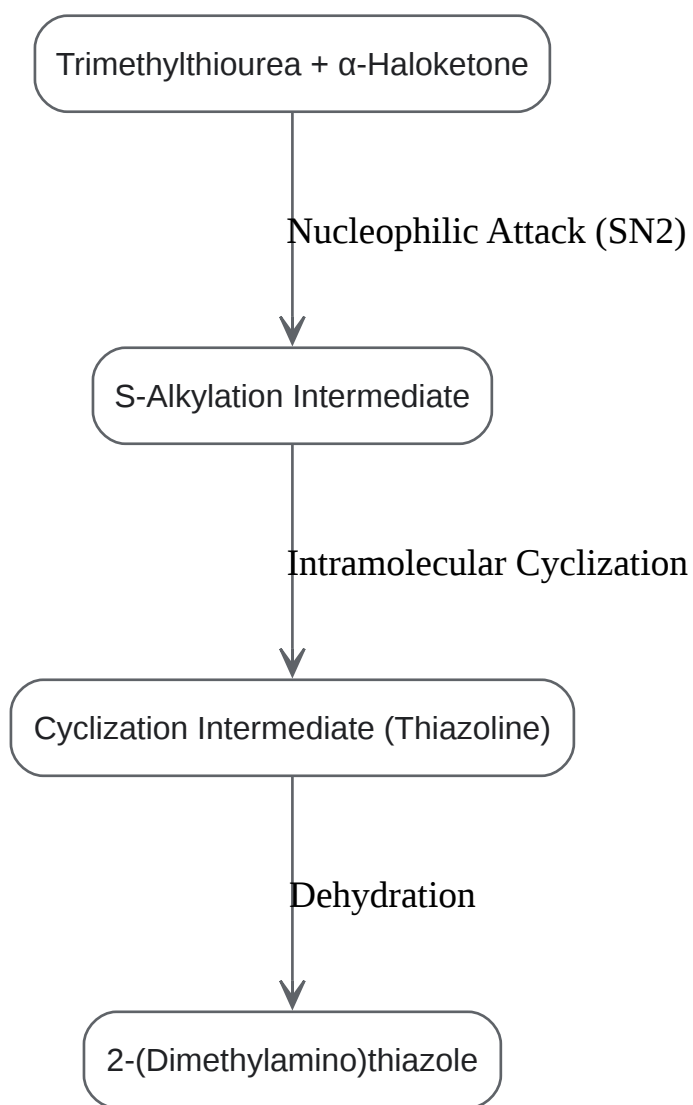 Trimethylthiourea + α-Haloketone
Nucleophilic Attack (SN2)
S-Alkylation Intermediate
Intramolecular Cyclization
Cyclization Intermediate (Thiazoline)
Dehydration
2-(Dimethylamino)thiazole